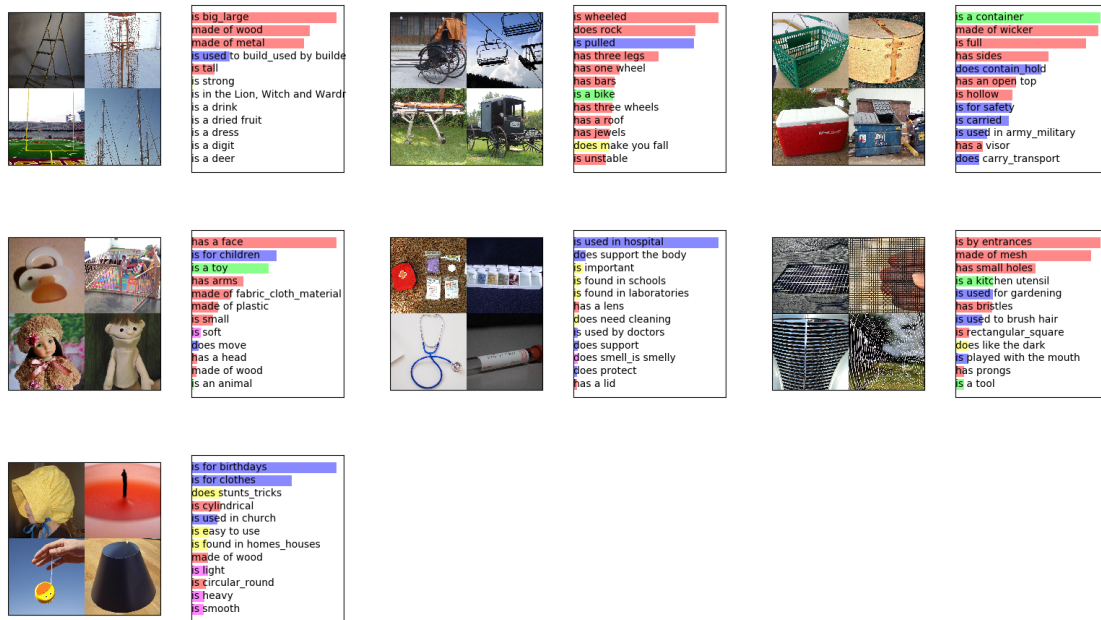 is big_large
made of wood
made of metal
is used to build_used by builde
is tall
is strong
is in the Lion, Witch and Wardr
is a drink
is a dried fruit
is a dress
is a digit
is a deer
is wheeled
does rock
is pulled
has three legs
has one wheel
has bars
is a bike
has three wheels
has a roof
has jewels
does make you fall
is unstable
is a container
made of wicker
is full
has sides
does contain_hold
has an open top
is hollow
is for safety
is carried
is used in army_military
has a visor
does carry_transport
has a face
is for children
is a toy
has arms
made of fabric_cloth_material
made of plastic
is small
is soft
does move
has a head
made of wood
is an animal
is used in hospital
does support the body
is important
is found in schools
is found in laboratories
has a lens
does need cleaning
is used by doctors
does support
does smell_is smelly
does protect
has a lid
is by entrances
made of mesh
has small holes
is a kitchen utensil
is used for gardening
has bristles
is used to brush hair
is rectangular_square
does like the dark
is played with the mouth
has prongs
is a tool
is for birthdays
is for clothes
does stunts_tricks
is cylindrical
is used in church
is easy to use
is found in homes_houses
made of wood
is light
is circular_round
is heavy
is smooth